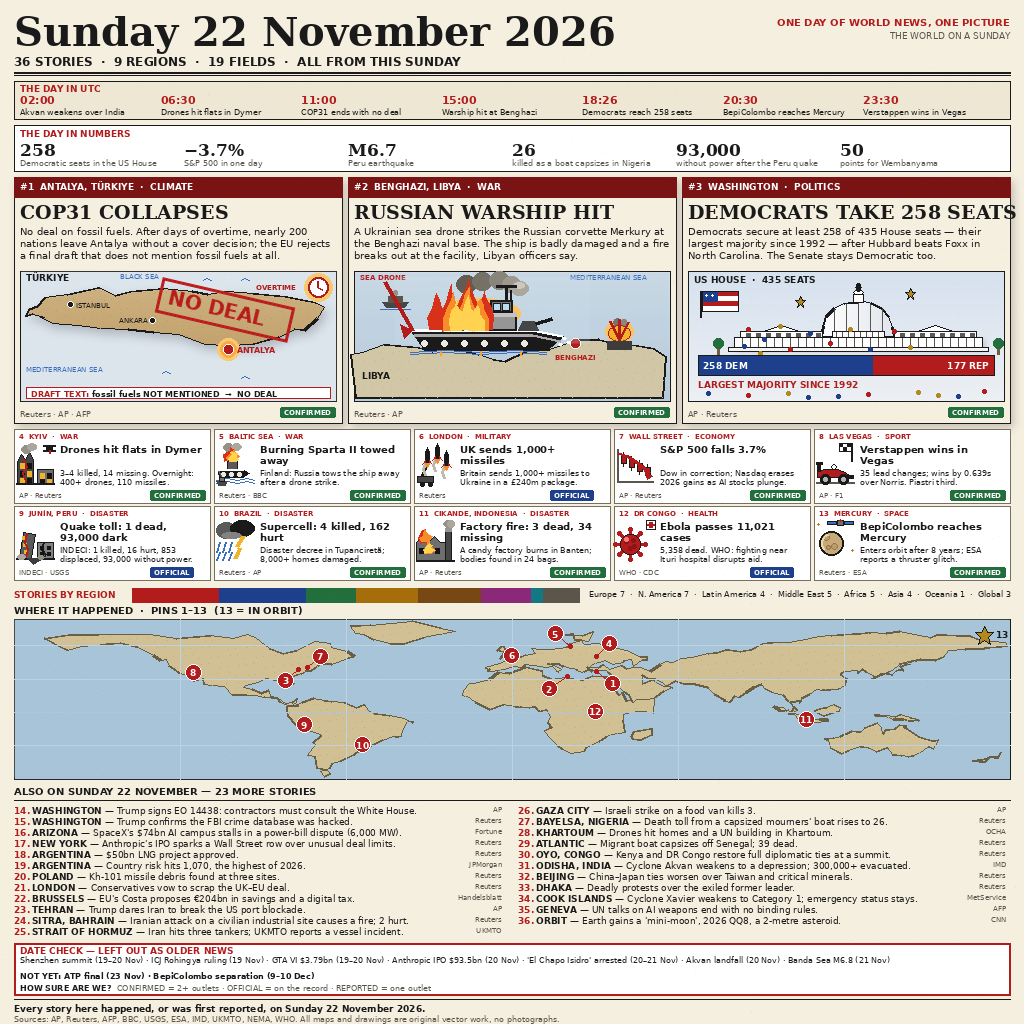 Sunday 22 November 2026
ONE DAY OF WORLD NEWS, ONE PICTURE
THE WORLD ON A SUNDAY
36 STORIES · 9 REGIONS · 19 FIELDS · ALL FROM THIS SUNDAY
THE DAY IN UTC
02:00 06:30 11:00 15:00 18:26 20:30 23:30
Akvan weakens over India Drones hit flats in Dymer COP31 ends with no deal Warship hit at Benghazi Democrats reach 258 seats BepiColombo reaches Mercury Verstappen wins in Vegas
THE DAY IN NUMBERS
258 −3.7% M6.7 26 93,000 50
Democratic seats in the US House S&P 500 in one day Peru earthquake killed as a boat capsizes in Nigeria without power after the Peru quake points for Wembanyama
#1 ANTALYA, TÜRKIYE · CLIMATE
COP31 COLLAPSES
No deal on fossil fuels. After days of overtime, nearly 200
nations leave Antalya without a cover decision; the EU rejects
a final draft that does not mention fossil fuels at all.
TÜRKIYE
BLACK SEA
OVERTIME
ISTANBUL
NO DEAL
ANKARA
ANTALYA
MEDITERRANEAN SEA
DRAFT TEXT: fossil fuels NOT MENTIONED → NO DEAL
Reuters · AP · AFP
CONFIRMED
#2 BENGHAZI, LIBYA · WAR
RUSSIAN WARSHIP HIT
A Ukrainian sea drone strikes the Russian corvette Merkury at
the Benghazi naval base. The ship is badly damaged and a fire
breaks out at the facility, Libyan officers say.
SEA DRONE
MEDITERRANEAN SEA
BENGHAZI
LIBYA
Reuters · AP
CONFIRMED
#3 WASHINGTON · POLITICS
DEMOCRATS TAKE 258 SEATS
Democrats secure at least 258 of 435 House seats — their
largest majority since 1992 — after Hubbard beats Foxx in
North Carolina. The Senate stays Democratic too.
US HOUSE · 435 SEATS
258 DEM
177 REP
LARGEST MAJORITY SINCE 1992
AP · Reuters
CONFIRMED
4 KYIV · WAR
Drones hit flats in Dymer
3–4 killed, 14 missing. Overnight:
400+ drones, 110 missiles.
AP · Reuters
CONFIRMED
5 BALTIC SEA · WAR
Burning Sparta II towed
away
Finland: Russia tows the ship away
after a drone strike.
Reuters · BBC
CONFIRMED
6 LONDON · MILITARY
UK sends 1,000+
missiles
Britain sends 1,000+ missiles to
Ukraine in a £240m package.
Reuters
OFFICIAL
7 WALL STREET · ECONOMY
S&P 500 falls 3.7%
Dow in correction; Nasdaq erases
2026 gains as AI stocks plunge.
AP · Reuters
CONFIRMED
8 LAS VEGAS · SPORT
Verstappen wins in
Vegas
35 lead changes; wins by 0.639s
over Norris. Piastri third.
AP · F1
CONFIRMED
9 JUNÍN, PERU · DISASTER
Quake toll: 1 dead,
93,000 dark
INDECI: 1 killed, 16 hurt, 853
displaced, 93,000 without power.
INDECI · USGS
OFFICIAL
10 BRAZIL · DISASTER
Supercell: 4 killed, 162
hurt
Disaster decree in Tupanciretã;
8,000+ homes damaged.
Reuters · AP
CONFIRMED
11 CIKANDE, INDONESIA · DISASTER
Factory fire: 3 dead, 34
missing
A candy factory burns in Banten;
bodies found in 24 bags.
AP · Reuters
CONFIRMED
12 DR CONGO · HEALTH
Ebola passes 11,021
cases
5,358 dead. WHO: fighting near
Ituri hospital disrupts aid.
WHO · CDC
OFFICIAL
13 MERCURY · SPACE
BepiColombo reaches
Mercury
Enters orbit after 8 years; ESA
reports a thruster glitch.
Reuters · ESA
CONFIRMED
STORIES BY REGION
Europe 7 · N. America 7 · Latin America 4 · Middle East 5 · Africa 5 · Asia 4 · Oceania 1 · Global 3
WHERE IT HAPPENED · PINS 1–13 (13 = IN ORBIT)
5
4
13
6
7
8
3
1
2
12
11
9
10
ALSO ON SUNDAY 22 NOVEMBER — 23 MORE STORIES
14. WASHINGTON — Trump signs EO 14438: contractors must consult the White House. AP
15. WASHINGTON — Trump confirms the FBI crime database was hacked. Reuters
16. ARIZONA — SpaceX's $74bn AI campus stalls in a power-bill dispute (6,000 MW). Fortune
17. NEW YORK — Anthropic's IPO sparks a Wall Street row over unusual deal limits. Reuters
18. ARGENTINA — $50bn LNG project approved. Reuters
19. ARGENTINA — Country risk hits 1,070, the highest of 2026. JPMorgan
20. POLAND — Kh-101 missile debris found at three sites. Reuters
21. LONDON — Conservatives vow to scrap the UK–EU deal. Reuters
22. BRUSSELS — EU's Costa proposes €204bn in savings and a digital tax. Handelsblatt
23. TEHRAN — Trump dares Iran to break the US port blockade. AP
24. SITRA, BAHRAIN — Iranian attack on a civilian industrial site causes a fire; 2 hurt. Reuters
25. STRAIT OF HORMUZ — Iran hits three tankers; UKMTO reports a vessel incident. UKMTO
26. GAZA CITY — Israeli strike on a food van kills 3. AP
27. BAYELSA, NIGERIA — Death toll from a capsized mourners' boat rises to 26. Reuters
28. KHARTOUM — Drones hit homes and a UN building in Khartoum. OCHA
29. ATLANTIC — Migrant boat capsizes off Senegal; 39 dead. Reuters
30. OYO, CONGO — Kenya and DR Congo restore full diplomatic ties at a summit. Reuters
31. ODISHA, INDIA — Cyclone Akvan weakens to a depression; 300,000+ evacuated. IMD
32. BEIJING — China–Japan ties worsen over Taiwan and critical minerals. Reuters
33. DHAKA — Deadly protests over the exiled former leader. Reuters
34. COOK ISLANDS — Cyclone Xavier weakens to Category 1; emergency status stays. MetService
35. GENEVA — UN talks on AI weapons end with no binding rules. AFP
36. ORBIT — Earth gains a 'mini-moon', 2026 QQ8, a 2-metre asteroid. CNN
DATE CHECK — LEFT OUT AS OLDER NEWS
Shenzhen summit (19–20 Nov) · ICJ Rohingya ruling (19 Nov) · GTA VI $3.79bn (19–20 Nov) · Anthropic IPO $93.5bn (20 Nov) · 'El Chapo Isidro' arrested (20–21 Nov) · Akvan landfall (20 Nov) · Banda Sea M6.8 (21 Nov)
NOT YET: ATP final (23 Nov) · BepiColombo separation (9–10 Dec)
HOW SURE ARE WE? CONFIRMED = 2+ outlets · OFFICIAL = on the record · REPORTED = one outlet
Every story here happened, or was first reported, on Sunday 22 November 2026.
Sources: AP, Reuters, AFP, BBC, USGS, ESA, IMD, UKMTO, NEMA, WHO. All maps and drawings are original vector work, no photographs.